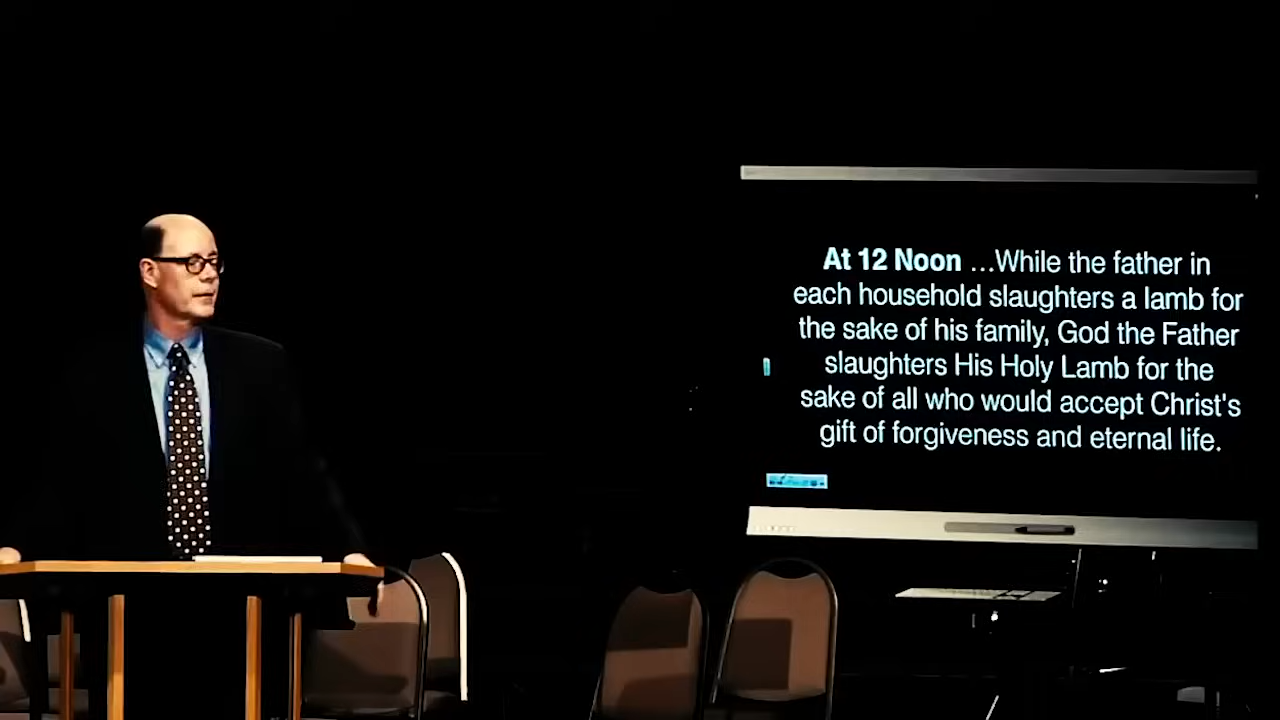 At 12 Noon ...While the father in
each household slaughters a lamb for
the sake of his family, God the Father
slaughters His Holy Lamb for the
sake of all who would accept Christ's
gift of forgiveness and eternal life.